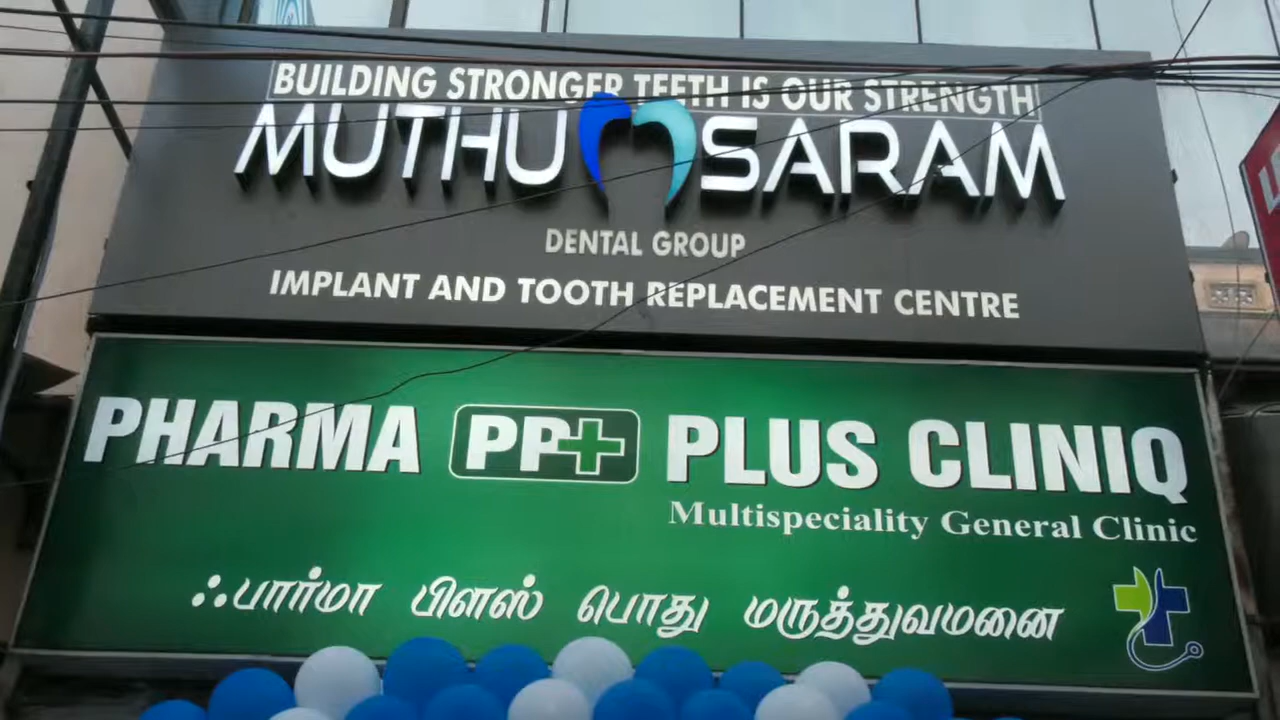 BUILDING STRONGER TEETH IS OUR STRENGTH
MUTHU SARAM
DENTAL GROUP
IMPLANT AND TOOTH REPLACEMENT CENTRE
PHARMA PP+ PLUS CLINIQ
Multispeciality General Clinic
ஃபார்மா பிளஸ் பொது மருத்துவமனை